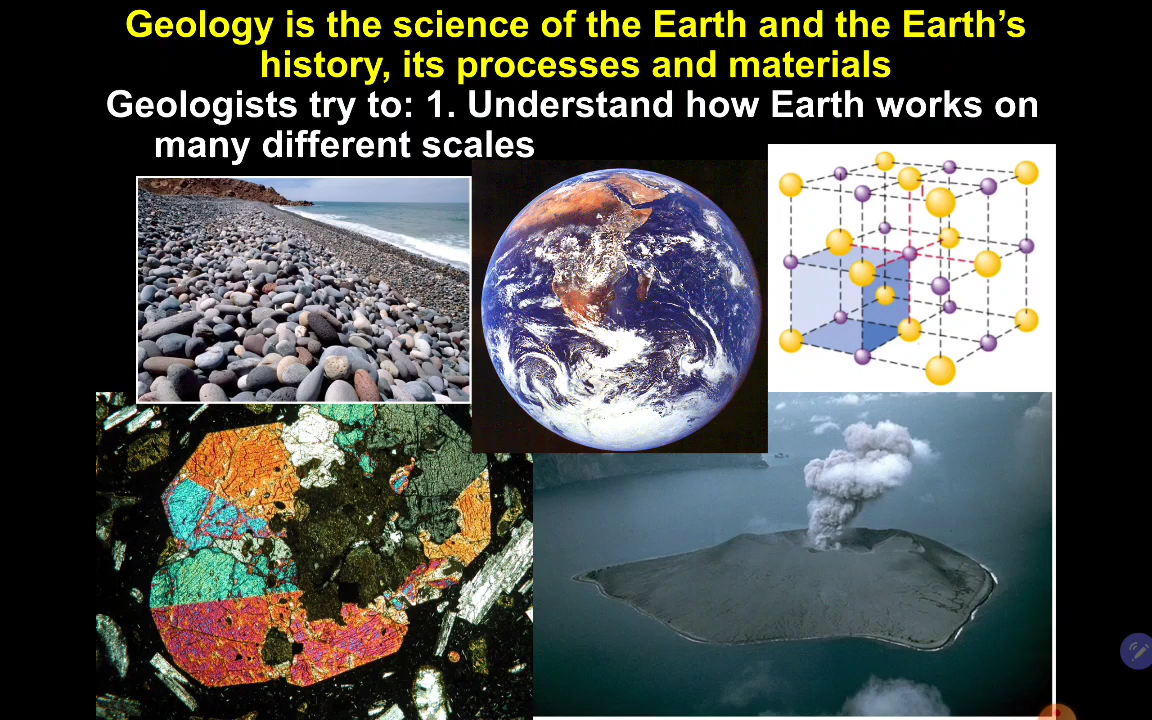 Geology is the science of the Earth and the Earth’s
history, its processes and materials
Geologists try to: 1. Understand how Earth works on
many different scales